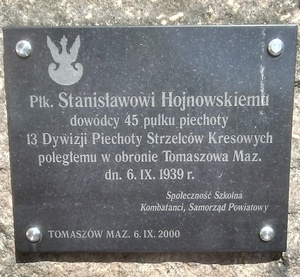 Płk. Stanisławowi Hojnowskiemu
dowódcy 45 pułku piechoty
13 Dywizji Piechoty Strzelców Kresowych
poległemu w obronie Tomaszowa Maz.
dn. 6. IX. 1939 r.
Społeczność Szkolna
Kombatanci, Samorząd Powiatowy
TOMASZÓW MAZ. 6. IX. 2000